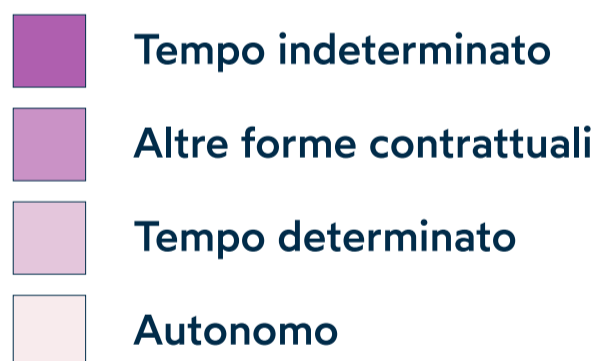 Tempo indeterminato
Altre forme contrattuali
Tempo determinato
Autonomo